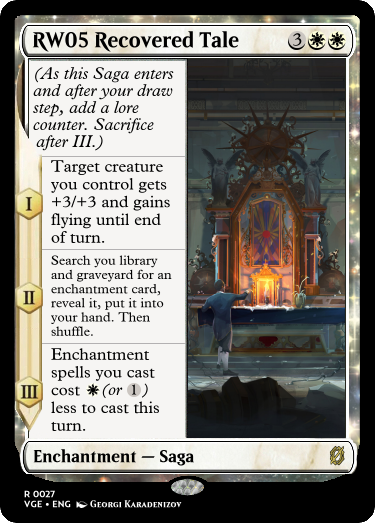 RW05 Recovered Tale 3
(As this Saga enters
and after your draw
step, add a lore
counter. Sacrifice
after III.)
I
Target creature
you control gets
+3/+3 and gains
flying until end
of turn.
II
Search you library
and graveyard for an
enchantment card,
reveal it, put it into
your hand. Then
shuffle.
III
Enchantment
spells you cast
cost (or 1)
less to cast this
turn.
Enchantment — Saga
R 0027
VGE • ENG Georgi Karadenizov